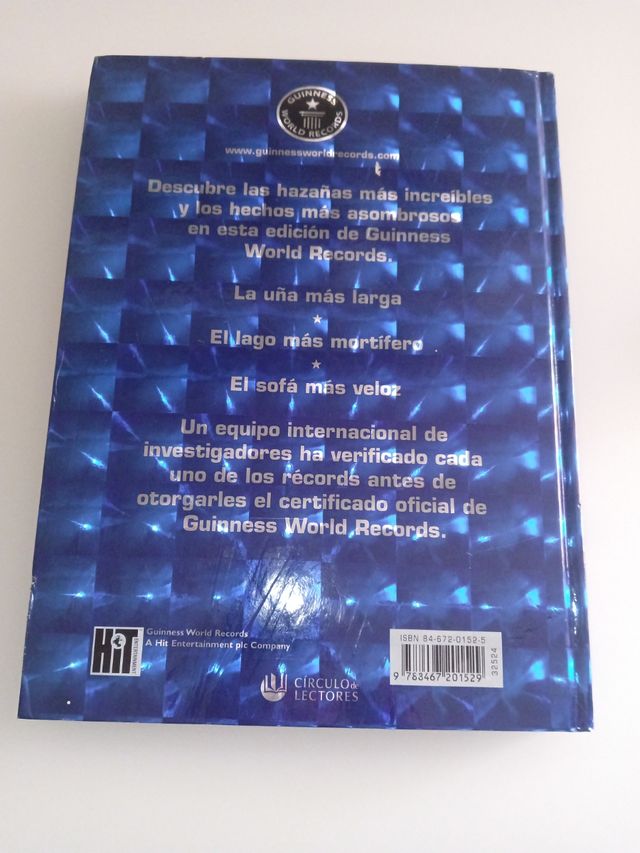 GUINNESS
WORLD RECORDS
www.guinnessworldrecords.com
Descubre las hazañas más increíbles
y los hechos más asombrosos
en esta edición de Guinness
World Records.
La uña más larga
El lago más mortífero
El sofá más veloz
Un equipo internacional de
investigadores ha verificado cada
uno de los récords antes de
otorgarles el certificado oficial de
Guinness World Records.
HiT
ENTERTAINMENT
Guinness World Records
A Hit Entertainment plc Company
CÍRCULO de
LECTORES
ISBN 84-672-0152-5
32524
9 788467 201529